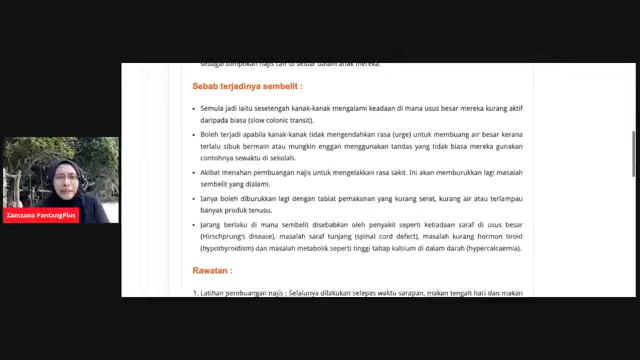 sebagai tompokan najis cair di seluar dalam anak mereka.
Sebab terjadinya sembelit :
• Semula jadi iaitu sesetengah kanak-kanak mengalami keadaan di mana usus besar mereka kurang aktif
daripada biasa (slow colonic transit).
• Boleh terjadi apabila kanak-kanak tidak mengendahkan rasa (urge) untuk membuang air besar kerana
terlalu sibuk bermain atau mungkin enggan menggunakan tandas yang tidak biasa mereka gunakan
contohnya sewaktu di sekolah.
• Akibat menahan pembuangan najis untuk mengelakkan rasa sakit. Ini akan memburukkan lagi masalah
sembelit yang dialami.
• Ianya boleh diburukkan lagi dengan tabiat pemakanan yang kurang serat, kurang air atau terlampau
banyak produk tenusu.
• Jarang berlaku di mana sembelit disebabkan oleh penyakit seperti ketiadaan saraf di usus besar
(Hirschprung's disease), masalah saraf tunjang (spinal cord defect), masalah kurang hormon tiroid
(hypothyroidism) dan masalah metabolik seperti tinggi tahap kalsium di dalam darah (hypercalcaemia).
Rawatan :
1. Latihan pembuangan najis : Selalunya dilakukan selepas waktu sarapan, makan tengah hari dan makan
Zamzana PantangPlus